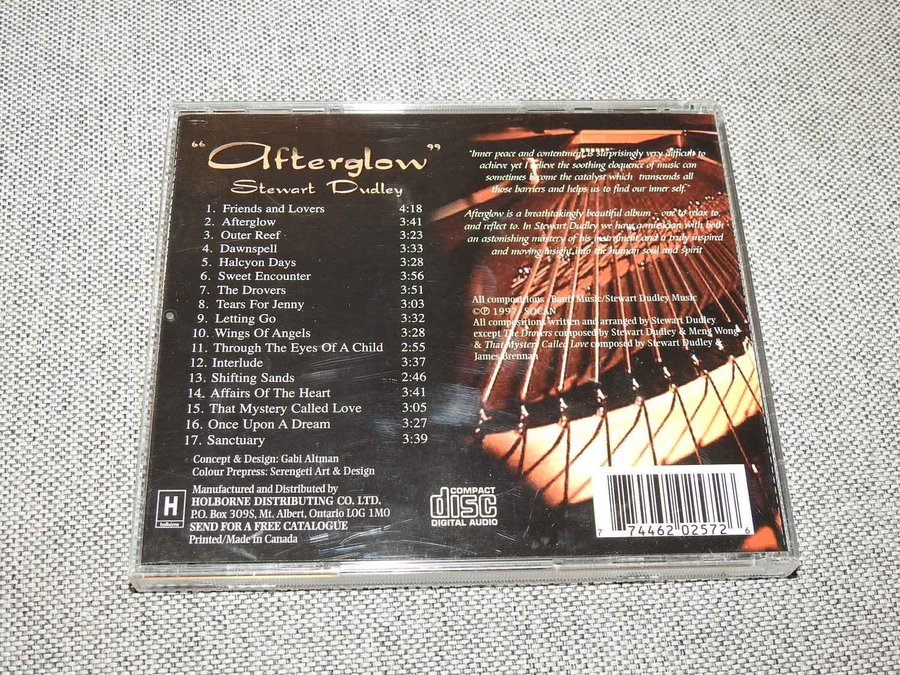 "Afterglow"
Stewart Dudley
1. Friends and Lovers 4:18
2. Afterglow 3:41
3. Outer Reef 3:23
4. Dawnspell 3:33
5. Halcyon Days 3:28
6. Sweet Encounter 3:56
7. The Drovers 3:51
8. Tears For Jenny 3:03
9. Letting Go 3:32
10. Wings Of Angels 3:28
11. Through The Eyes Of A Child 2:55
12. Interlude 3:37
13. Shifting Sands 2:46
14. Affairs Of The Heart 3:41
15. That Mystery Called Love 3:05
16. Once Upon A Dream 3:27
17. Sanctuary 3:39
Concept & Design: Gabi Altman
Colour Prepress: Serengeti Art & Design
H
holborne
Manufactured and Distributed by
HOLBORNE DISTRIBUTING CO. LTD.
P.O. Box 309S, Mt. Albert, Ontario LOG 1MO
SEND FOR A FREE CATALOGUE
Printed/Made in Canada
"Inner peace and contentment is surprisingly very difficult to
achieve yet I believe the soothing eloquence of music can
sometimes become the catalyst which transcends all
those barriers and helps us to find our inner self."
Afterglow is a breathtakingly beautiful album - one to relax to
and reflect to. In Stewart Dudley we have a musician with both
an astonishing mastery of his instrument and a truly inspired
and moving insight into the human soul and spirit
All compositions - Banff Music/Stewart Dudley Music
©℗ 1997 - SOCAN
All compositions written and arranged by Stewart Dudley
except The Drovers composed by Stewart Dudley & Meng Wong
& That Mystery Called Love composed by Stewart Dudley &
James Brennan
COMPACT
disc
DIGITAL AUDIO
7 74462 02572 6